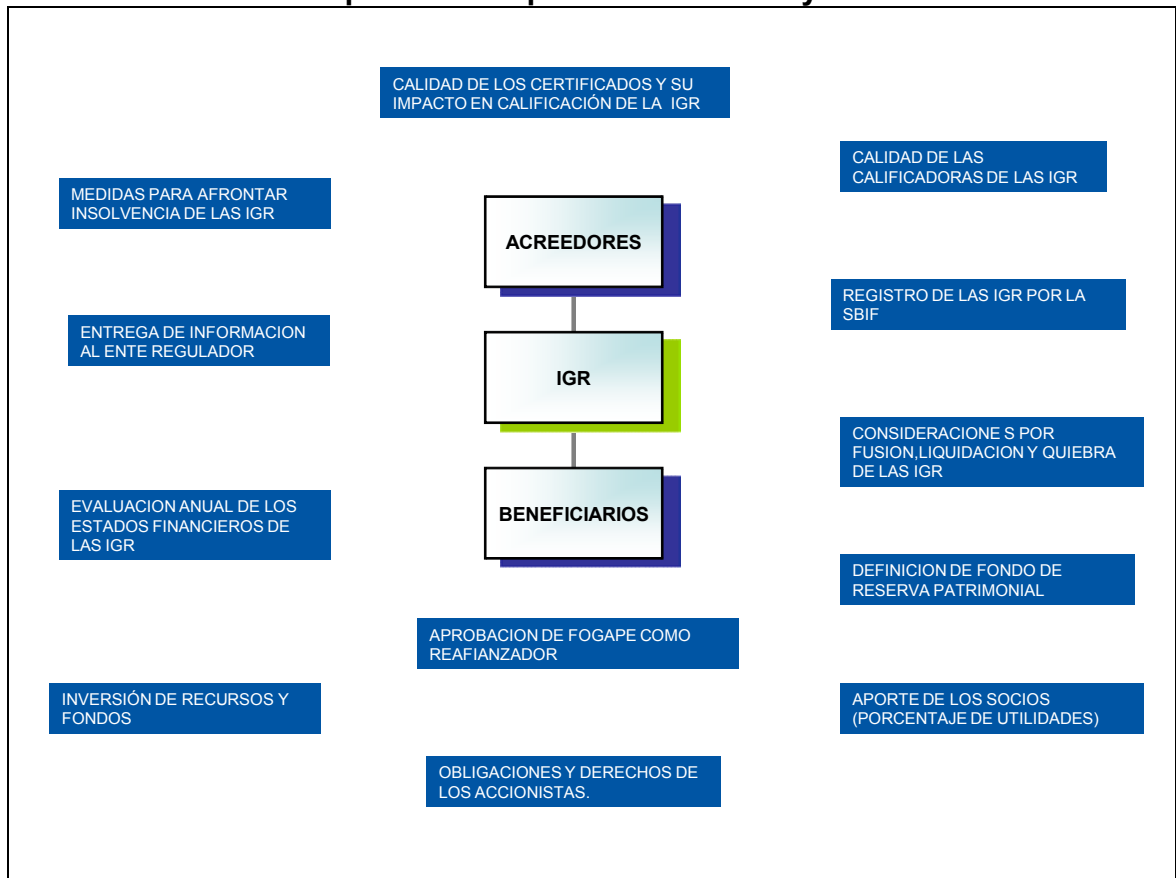 CALIDAD DE LOS CERTIFICADOS Y SU
IMPACTO EN CALIFICACIÓN DE LA IGR
CALIDAD DE LAS
CALIFICADORAS DE LAS IGR
MEDIDAS PARA AFRONTAR
INSOLVENCIA DE LAS IGR
ACREEDORES
REGISTRO DE LAS IGR POR LA
SBIF
ENTREGA DE INFORMACION
AL ENTE REGULADOR
IGR
CONSIDERACIONE S POR
FUSION,LIQUIDACION Y QUIEBRA
DE LAS IGR
EVALUACION ANUAL DE LOS
ESTADOS FINANCIEROS DE
LAS IGR
BENEFICIARIOS
DEFINICION DE FONDO DE
RESERVA PATRIMONIAL
APROBACION DE FOGAPE COMO
REAFIANZADOR
INVERSIÓN DE RECURSOS Y
FONDOS
APORTE DE LOS SOCIOS
(PORCENTAJE DE UTILIDADES)
OBLIGACIONES Y DERECHOS DE
LOS ACCIONISTAS.